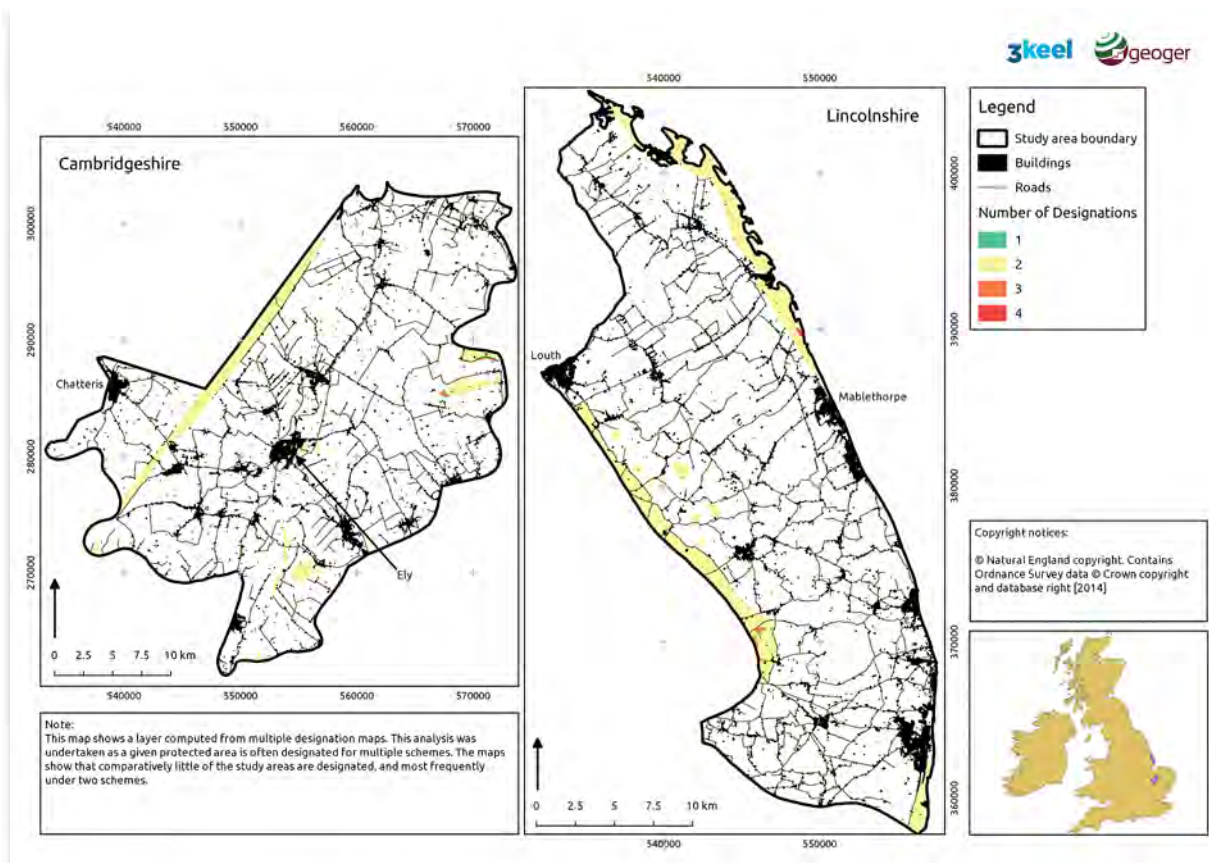 3keel
geoger
Cambridgeshire
540000
550000
560000
570000
300000
290000
280000
270000
Chatteris
Ely
0 2.5 5 7.5 10 km
540000
550000
560000
570000
Note:
This map shows a layer computed from multiple designation maps. This analysis was
undertaken as a given protected area is often designated for multiple schemes. The maps
show that comparatively little of the study areas are designated, and most frequently
under two schemes.
Lincolnshire
540000
550000
400000
390000
380000
370000
360000
Louth
Mablethorpe
0 2.5 5 7.5 10 km
540000
550000
Legend
Study area boundary
Buildings
Roads
Number of Designations
1
2
3
4
Copyright notices:
© Natural England copyright. Contains
Ordnance Survey data © Crown copyright
and database right [2014]